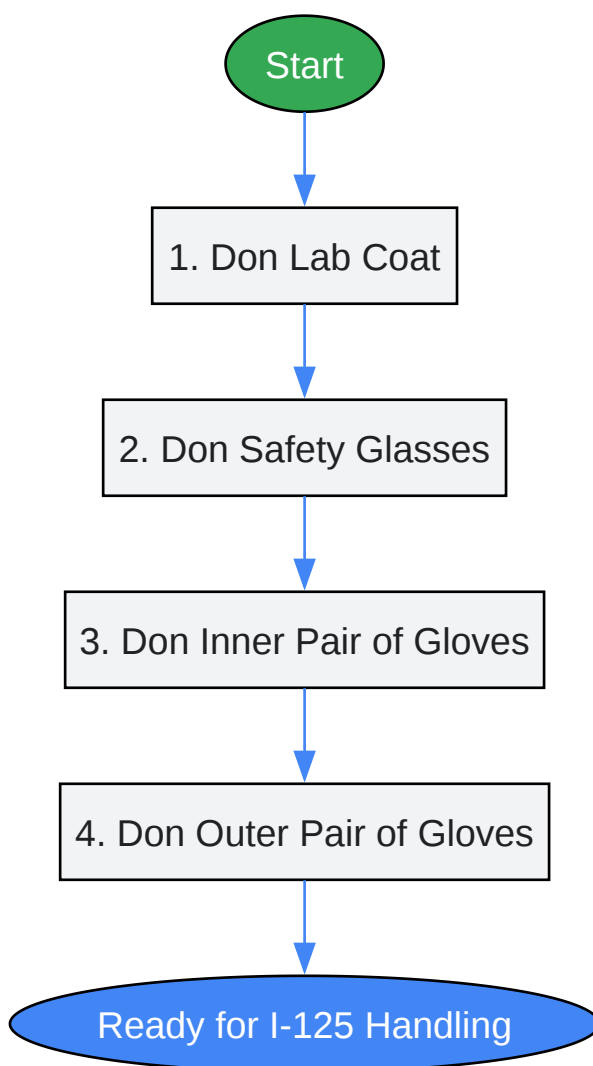 Start
1. Don Lab Coat
2. Don Safety Glasses
3. Don Inner Pair of Gloves
4. Don Outer Pair of Gloves
Ready for I-125 Handling